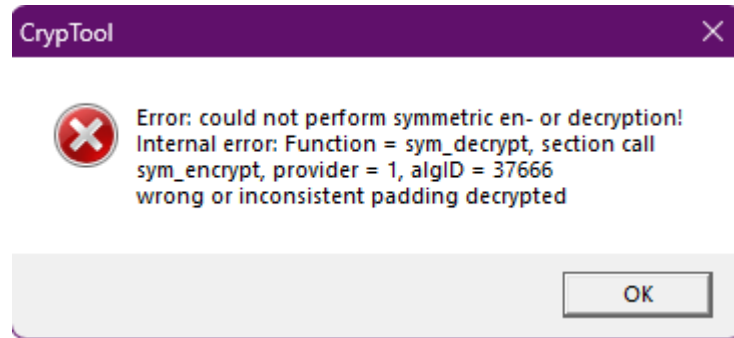 CrypTool
Error: could not perform symmetric en- or decryption!
Internal error: Function = sym_decrypt, section call
sym_encrypt, provider = 1, algID = 37666
wrong or inconsistent padding decrypted
OK